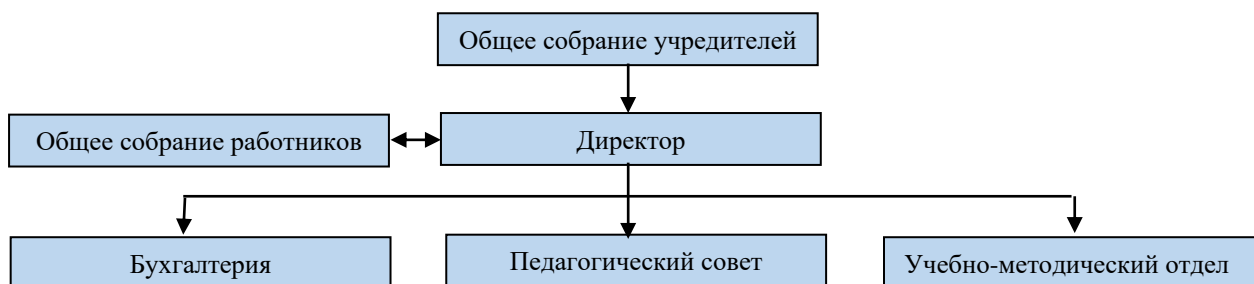 Общее собрание учредителей
Общее собрание работников
Директор
Бухгалтерия
Педагогический совет
Учебно-методический отдел